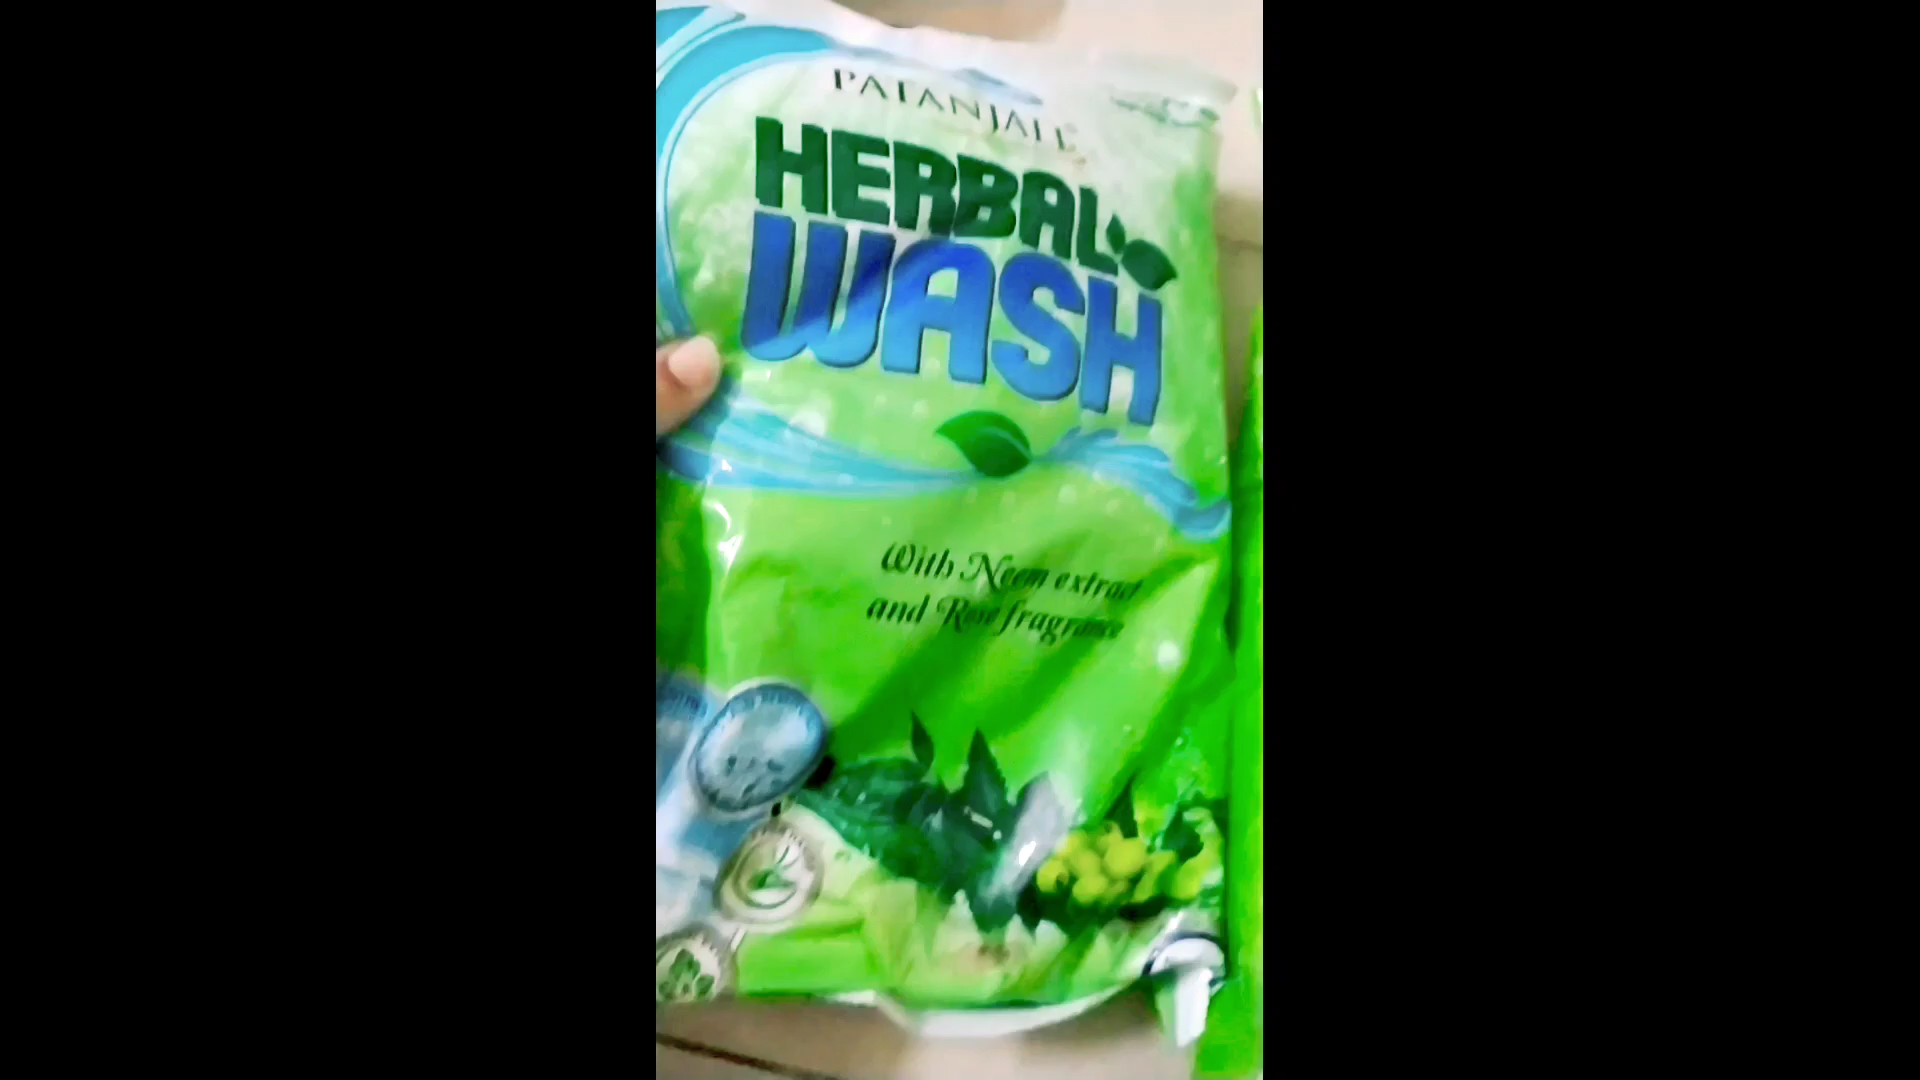 PATANJALI
HERBAL
WASH
With Neem extract
and Rose fragrance